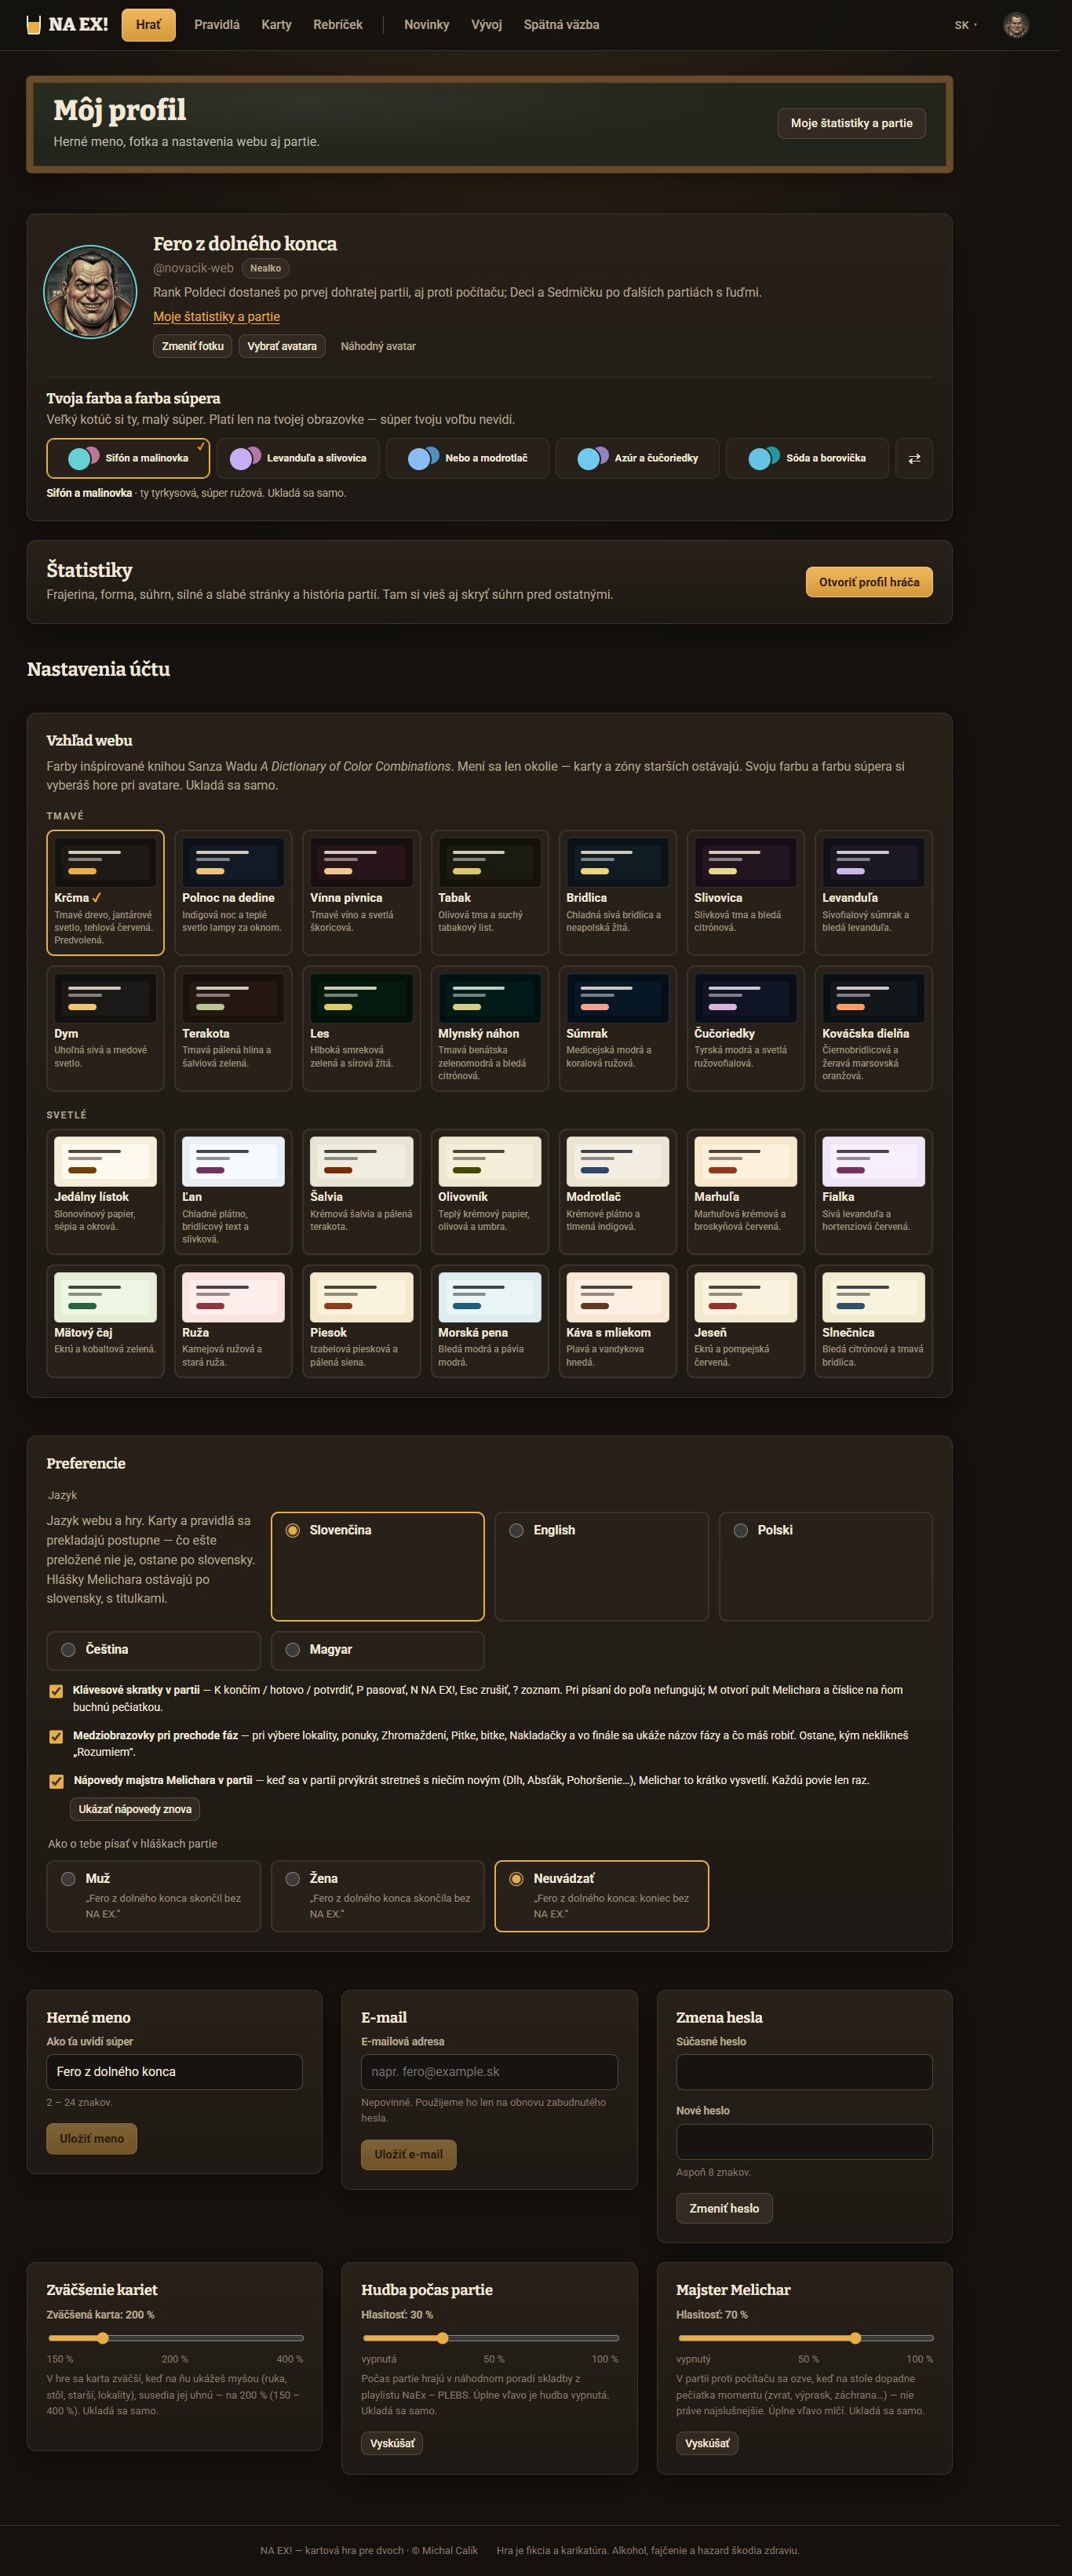 NA EX!
Hrať
Pravidlá
Karty
Rebríček
Novinky
Vývoj
Spätná väzba
SK
Môj profil
Herné meno, fotka a nastavenia webu aj partie.
Moje štatistiky a partie
Fero z dolného konca
@novacik-web
Nealko
Rank Poldeci dostaneš po prvej dohratej partii, aj proti počítaču; Deci a Sedmičku po ďalších partiách s ľuďmi.
Moje štatistiky a partie
Zmeniť fotku
Vybrať avatara
Náhodný avatar
Tvoja farba a farba súpera
Veľký kotúč si ty, malý súper. Platí len na tvojej obrazovke — súper tvoju voľbu nevidí.
Sifón a malinovka
Levanduľa a slivovica
Nebo a modrotlač
Azúr a čučoriedky
Sóda a borovička
Sifón a malinovka · ty tyrkysová, súper ružová. Ukladá sa samo.
Štatistiky
Frajerina, forma, súhrn, silné a slabé stránky a história partií. Tam si vieš aj skryť súhrn pred ostatnými.
Otvoriť profil hráča
Nastavenia účtu
Vzhľad webu
Farby inšpirované knihou Sanza Wadu A Dictionary of Color Combinations. Mení sa len okolie — karty a zóny starších ostávajú. Svoju farbu a farbu súpera si
vyberáš hore pri avatare. Ukladá sa samo.
TMAVÉ
Krčma ✓
Tmavé drevo, jantárové
svetlo, tehlová červená.
Predvolená.
Polnoc na dedine
Indigová noc a teplé
svetlo lampy za oknom.
Vínna pivnica
Tmavé víno a svetlá
škoricová.
Tabak
Olivová tma a suchý
tabakový list.
Bridlica
Chladná sivá bridlica a
neapolská žltá.
Slivovica
Slivková tma a bledá
citrónová.
Levanduľa
Sivofialový súmrak a
bledá levanduľa.
Dym
Uhoľná sivá a medové
svetlo.
Terakota
Tmavá pálená hlina a
šalviová zelená.
Les
Hlboká smreková
zelená a sírová žltá.
Mlynský náhon
Tmavá benátska
zelenomodrá a bledá
citrónová.
Súmrak
Medicejská modrá a
koralová ružová.
Čučoriedky
Tyrská modrá a svetlá
ružovofialová.
Kováčska dielňa
Čiernobridlicová a
žeravá marsovská
oranžová.
SVETLÉ
Jedálny lístok
Slonovinový papier,
sépia a okrová.
Ľan
Chladné plátno,
bridlicový text a
slivková.
Šalvia
Krémová šalvia a pálená
terakota.
Olivovník
Teplý krémový papier,
olivová a umbra.
Modrotlač
Krémové plátno a
tlmená indigová.
Marhuľa
Marhuľová krémová a
broskyňová červená.
Fialka
Sivá levanduľa a
hortenziová červená.
Mätový čaj
Ekrú a kobaltová zelená.
Ruža
Kamejová ružová a
stará ruža.
Piesok
Izabelová piesková a
pálená siena.
Morská pena
Bledá modrá a pávia
modrá.
Káva s mliekom
Plavá a vandykova
hnedá.
Jeseň
Ekrú a pompejská
červená.
Slnečnica
Bledá citrónová a tmavá
bridlica.
Preferencie
Jazyk
Jazyk webu a hry. Karty a pravidlá sa
prekladajú postupne — čo ešte
preložené nie je, ostane po slovensky.
Hlášky Melichara ostávajú po
slovensky, s titulkami.
Slovenčina
English
Polski
Čeština
Magyar
Klávesové skratky v partii — K končím / hotovo / potvrdiť, P pasovať, N NA EX!, Esc zrušiť, ? zoznam. Pri písaní do poľa nefungujú; M otvorí pult Melichara a číslice na ňom
buchnú pečiatkou.
Medziobrazovky pri prechode fáz — pri výbere lokality, ponuky, Zhromaždení, Pitke, bitke, Nakladačky a vo finále sa ukáže názov fázy a čo máš robiť. Ostane, kým neklikneš
„Rozumiem“.
Nápovedy majstra Melichara v partii — keď sa v partii prvýkrát stretneš s niečím novým (Dlh, Absťák, Pohoršenie…), Melichar to krátko vysvetlí. Každú povie len raz.
Ukázať nápovedy znova
Ako o tebe písať v hláškach partie
Muž
„Fero z dolného konca skončil bez
NA EX.“
Žena
„Fero z dolného konca skončila bez
NA EX.“
Neuvádzať
„Fero z dolného konca: koniec bez
NA EX.“
Herné meno
Ako ťa uvidí súper
Fero z dolného konca
2 – 24 znakov.
Uložiť meno
E-mail
E-mailová adresa
napr. fero@example.sk
Nepovinné. Použijeme ho len na obnovu zabudnutého
hesla.
Uložiť e-mail
Zmena hesla
Súčasné heslo
Nové heslo
Aspoň 8 znakov.
Zmeniť heslo
Zväčšenie kariet
Zväčšená karta: 200 %
150 %
200 %
400 %
V hre sa karta zväčší, keď na ňu ukážeš myšou (ruka,
stôl, starší, lokality), susedia jej uhnú — na 200 % (150 –
400 %). Ukladá sa samo.
Hudba počas partie
Hlasitosť: 30 %
vypnutá
50 %
100 %
Počas partie hrajú v náhodnom poradí skladby z
playlistu NaEx – PLEBS. Úplne vľavo je hudba vypnutá.
Ukladá sa samo.
Vyskúšať
Majster Melichar
Hlasitosť: 70 %
vypnutý
50 %
100 %
V partii proti počítaču sa ozve, keď na stole dopadne
pečiatka momentu (zvrat, výprask, záchrana…) — nie
práve najslušnejšie. Úplne vľavo mlčí. Ukladá sa samo.
Vyskúšať
NA EX! — kartová hra pre dvoch · © Michal Calík
Hra je fikcia a karikatúra. Alkohol, fajčenie a hazard škodia zdraviu.